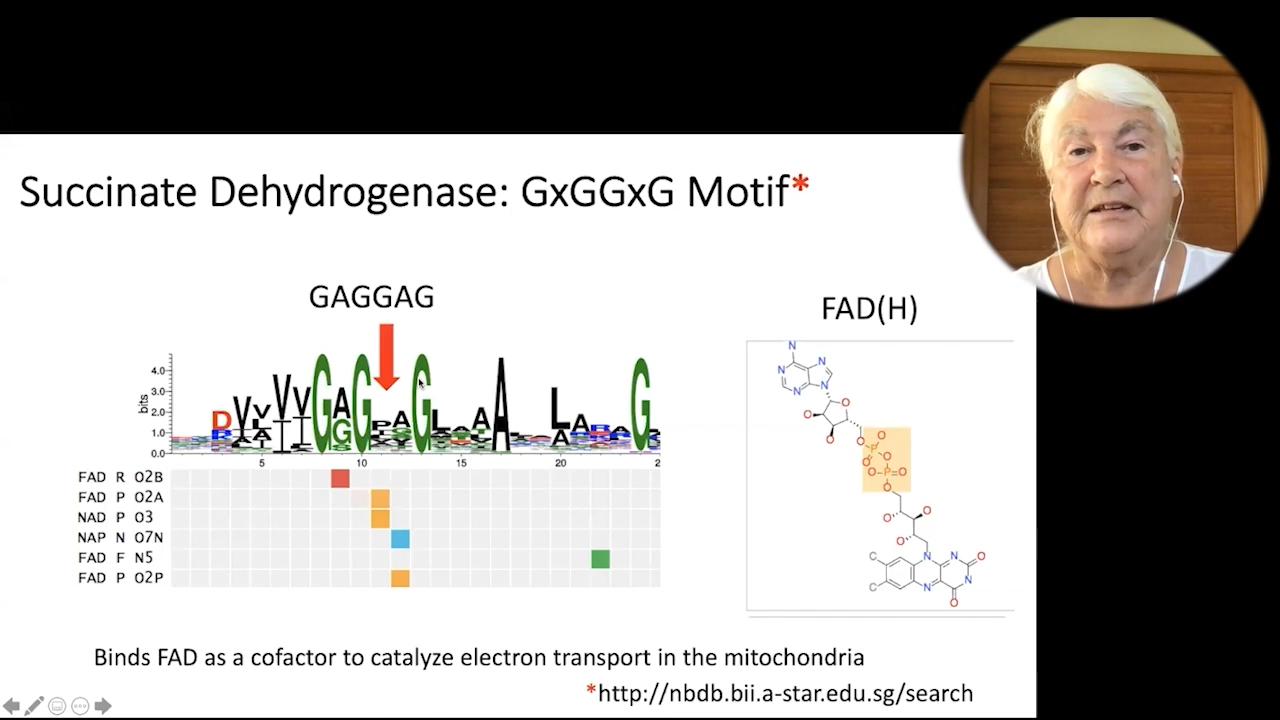 Succinate Dehydrogenase: GxGGxG Motif*
GAGGAG
FAD(H)
bits
4.0
3.0
2.0
1.0
0.0
5
10
15
20
2
FAD R O2B
FAD P O2A
NAD P O3
NAP N O7N
FAD F N5
FAD P O2P
Binds FAD as a cofactor to catalyze electron transport in the mitochondria
*http://nbdb.bii.a-star.edu.sg/search